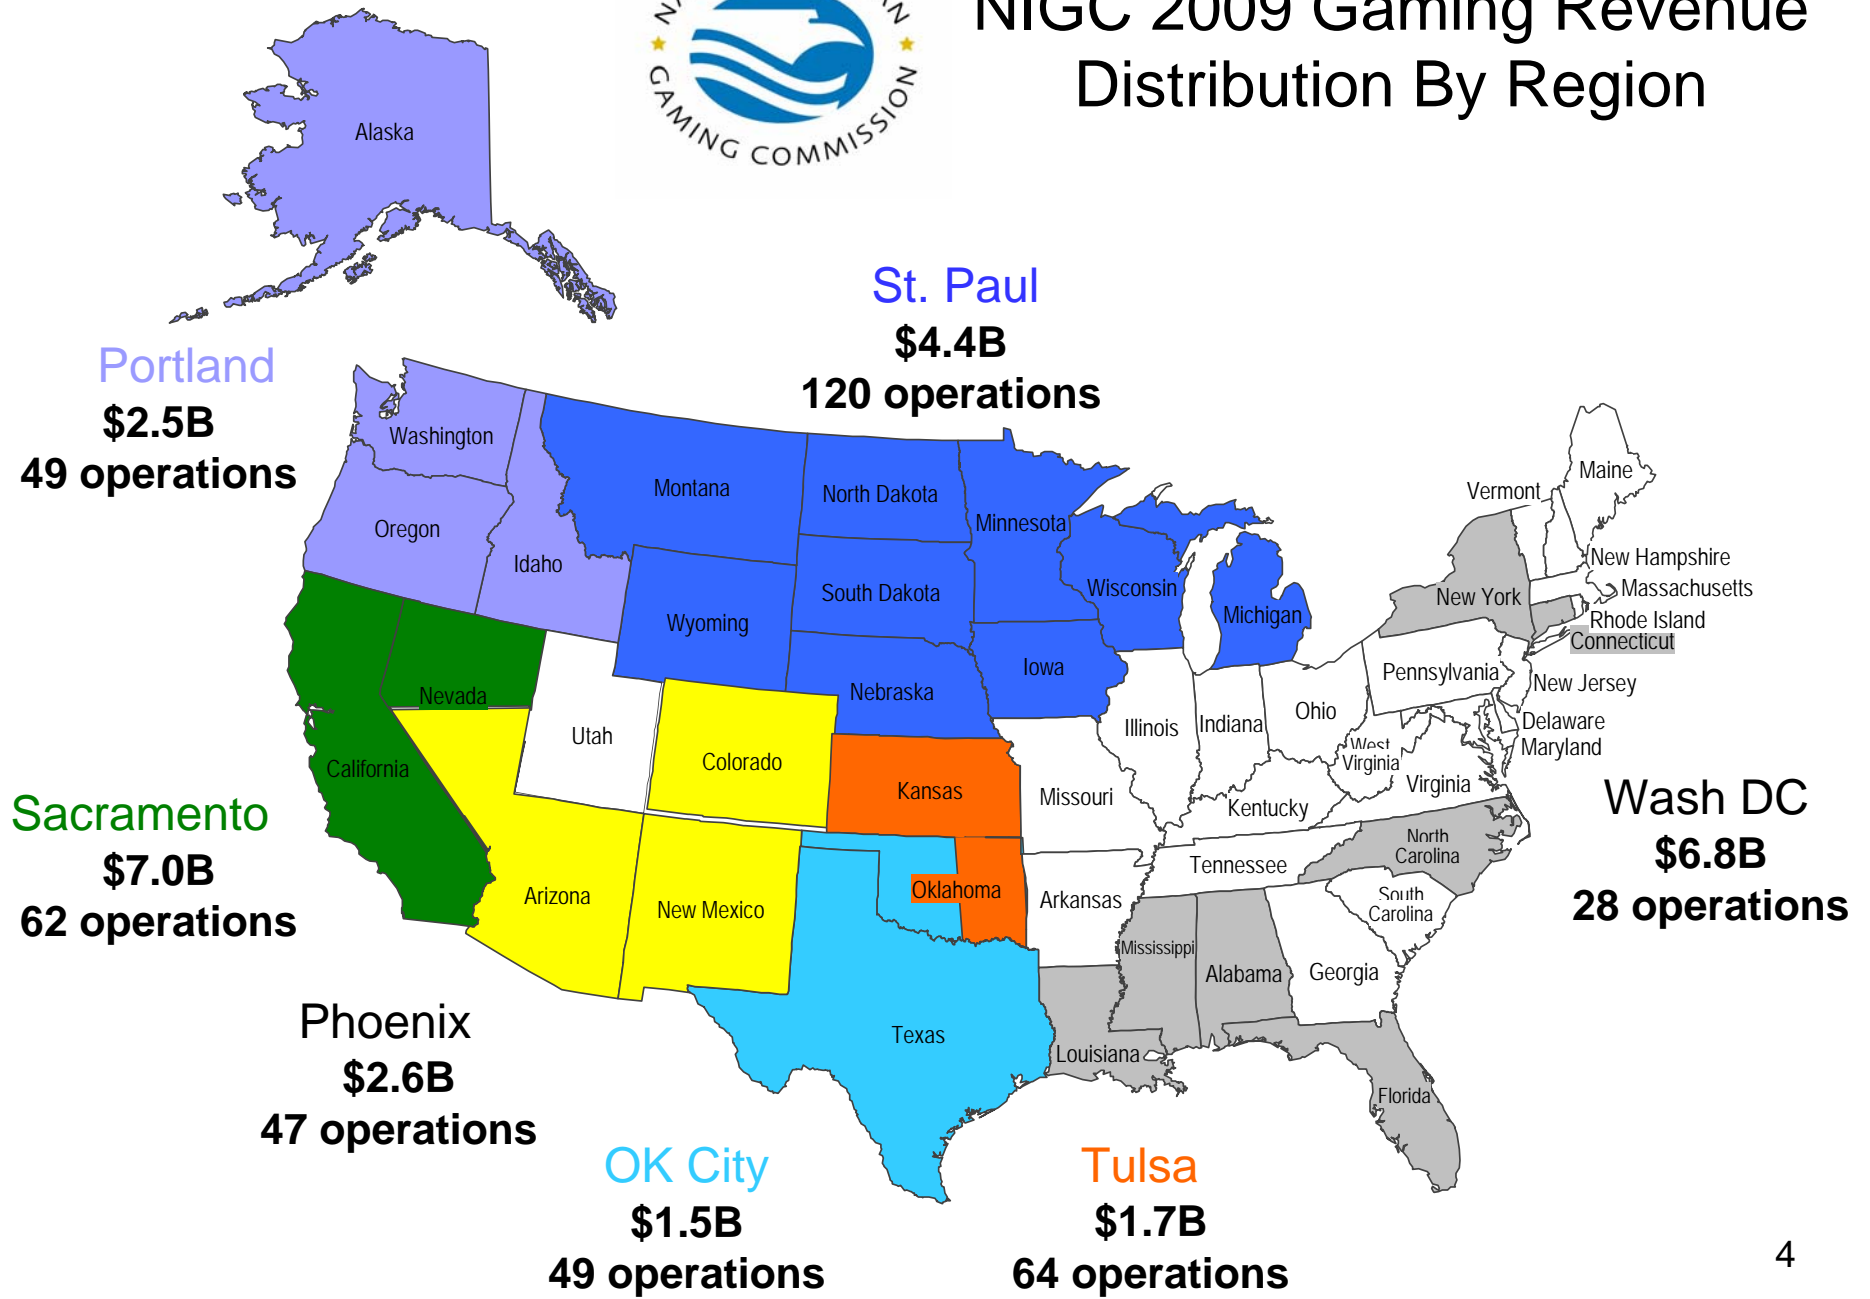 NIGC 2009 Gaming Revenue
Distribution By Region
GAMING COMMISSION
Alaska
St. Paul
$4.4B
120 operations
Portland
$2.5B
49 operations
Washington
Oregon
Idaho
Montana
North Dakota
Minnesota
Wisconsin
Michigan
South Dakota
Wyoming
Iowa
Nebraska
Maine
Vermont
New Hampshire
Massachusetts
New York
Rhode Island
Connecticut
Pennsylvania
New Jersey
Delaware
Maryland
Nevada
Utah
Colorado
California
Kansas
Missouri
Illinois
Indiana
Ohio
West
Virginia
Virginia
Kentucky
Tennessee
North
Carolina
South
Carolina
Arizona
New Mexico
Oklahoma
Arkansas
Mississippi
Alabama
Georgia
Texas
Louisiana
Florida
Sacramento
$7.0B
62 operations
Wash DC
$6.8B
28 operations
Phoenix
$2.6B
47 operations
OK City
$1.5B
49 operations
Tulsa
$1.7B
64 operations
4